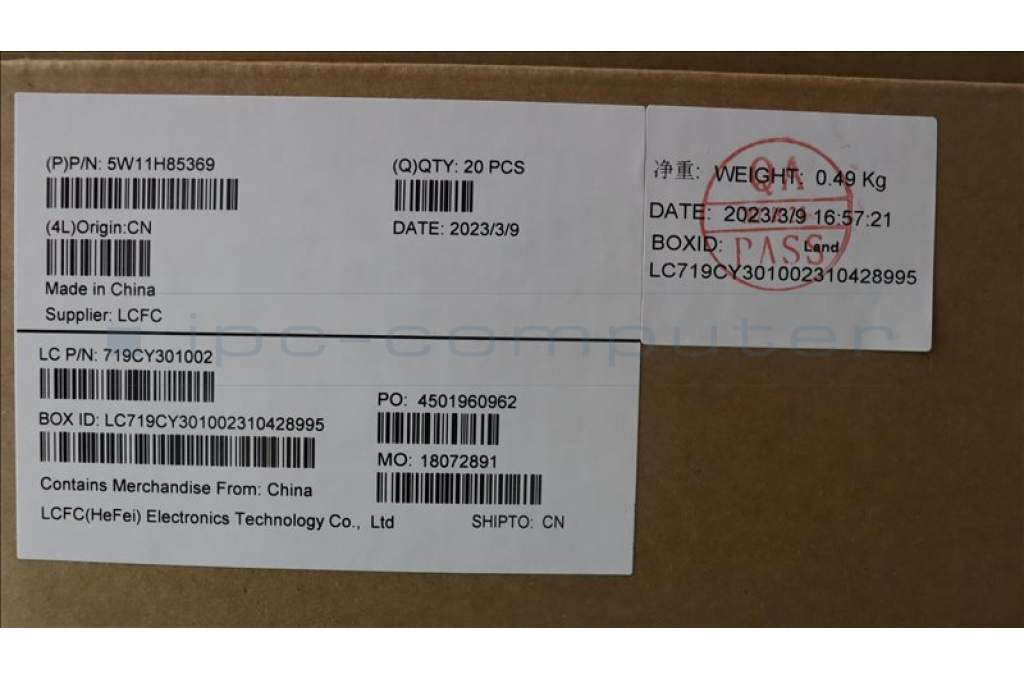 (P)P/N: 5W11H85369
(Q)QTY: 20 PCS
(4L)Origin:CN
DATE: 2023/3/9
Made in China
Supplier: LCFC
净重: WEIGHT: 0.49 Kg
DATE: 2023/3/9 16:57:21
BOXID: Land
LC719CY301002310428995
QA
PASS
ipc-computer
LC P/N: 719CY301002
PO: 4501960962
BOX ID: LC719CY301002310428995
MO: 18072891
Contains Merchandise From: China
LCFC(HeFei) Electronics Technology Co., Ltd
SHIPTO: CN